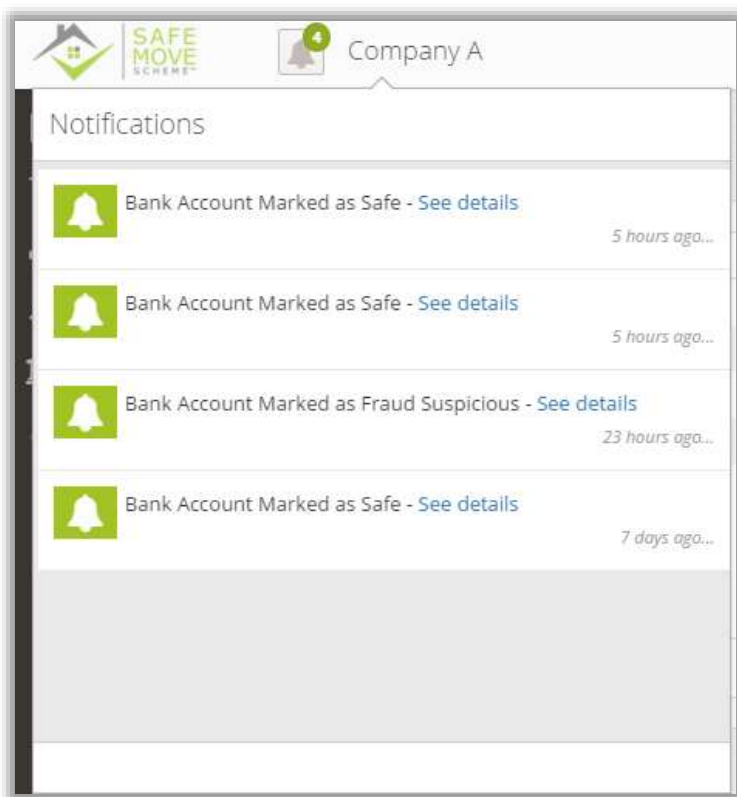 SAFE
MOVE
SCHEME™
4
Company A
Notifications
Bank Account Marked as Safe - See details
5 hours ago...
Bank Account Marked as Safe - See details
5 hours ago...
Bank Account Marked as Fraud Suspicious - See details
23 hours ago...
Bank Account Marked as Safe - See details
7 days ago...